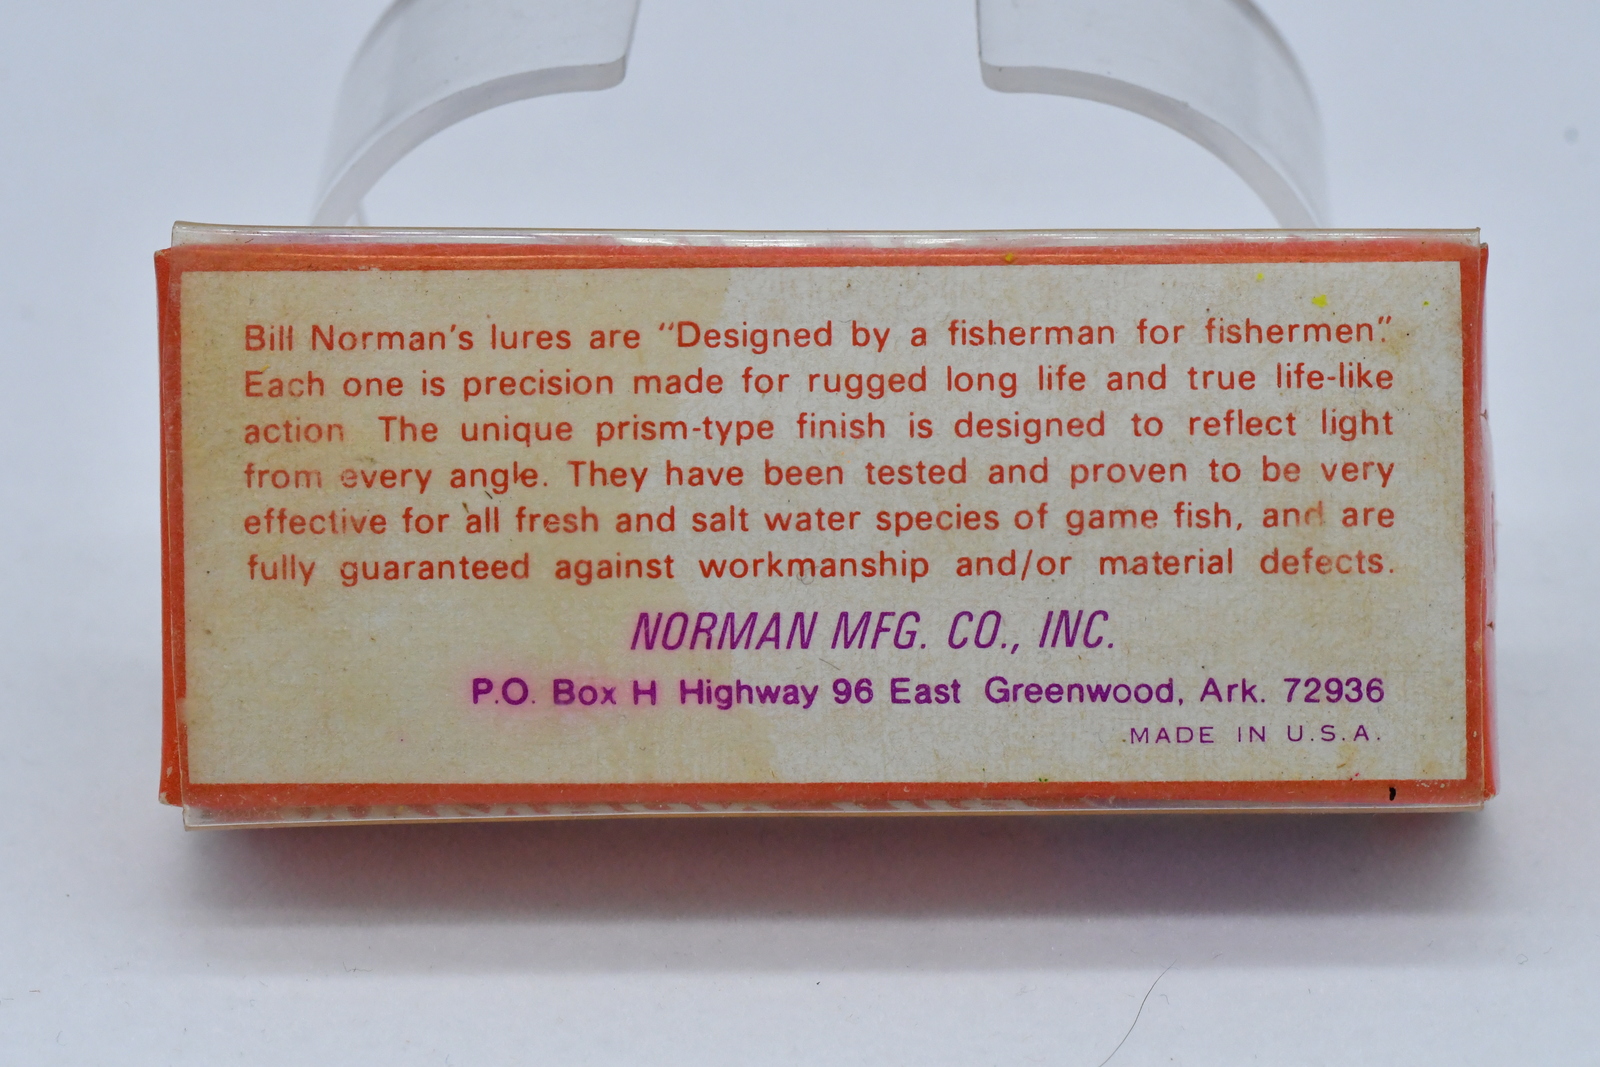 Bill Norman's lures are "Designed by a fisherman for fishermen."
Each one is precision made for rugged long life and true life-like
action The unique prism-type finish is designed to reflect light
from every angle. They have been tested and proven to be very
effective for all fresh and salt water species of game fish, and are
fully guaranteed against workmanship and/or material defects.
NORMAN MFG. CO., INC.
P.O. Box H Highway 96 East Greenwood, Ark. 72936
MADE IN U.S.A.